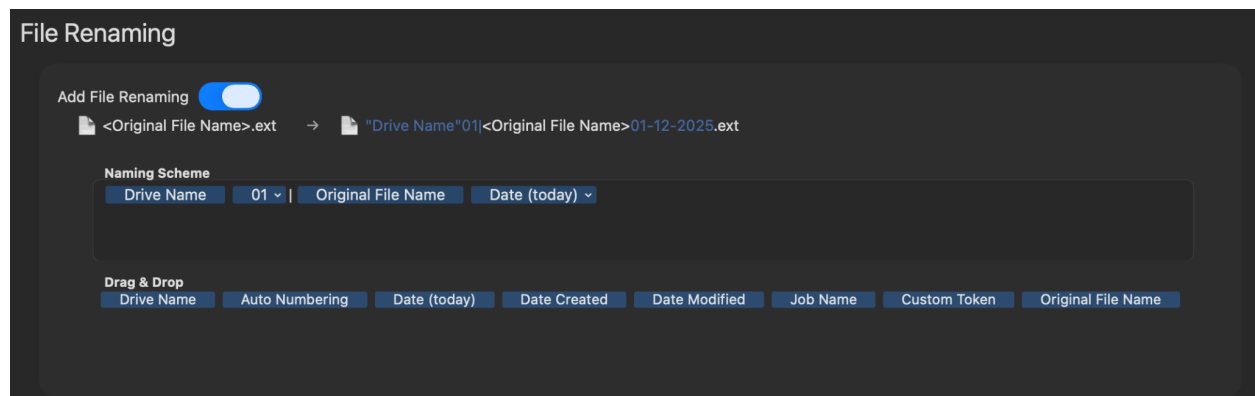 File Renaming
Add File Renaming
<Original File Name>.ext → "Drive Name"01|<Original File Name>01-12-2025.ext
Naming Scheme
Drive Name 01 | Original File Name Date (today)
Drag & Drop
Drive Name Auto Numbering Date (today) Date Created Date Modified Job Name Custom Token Original File Name